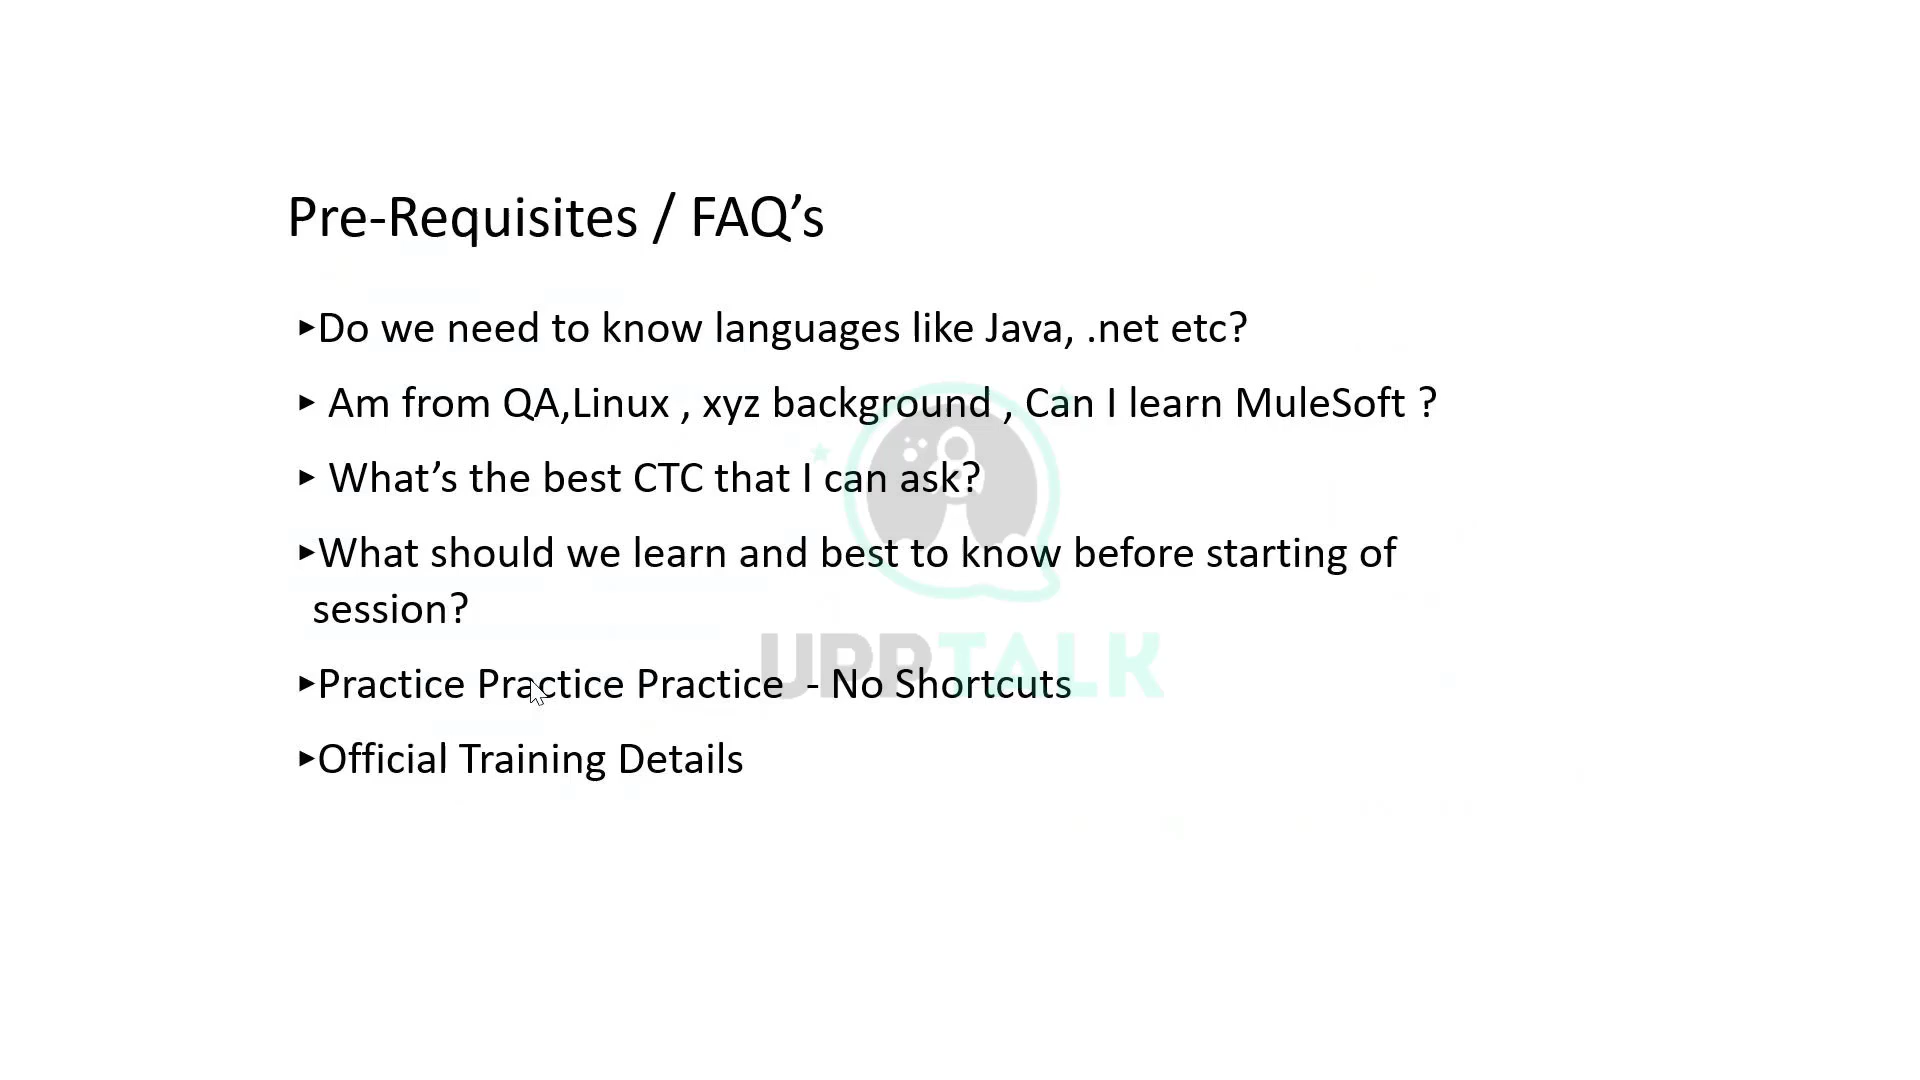 Pre-Requisites / FAQ’s
▸Do we need to know languages like Java, .net etc?
▸ Am from QA,Linux , xyz background , Can I learn MuleSoft ?
▸ What’s the best CTC that I can ask?
▸What should we learn and best to know before starting of
session?
▸Practice Practice Practice  - No Shortcuts
▸Official Training Details
UPPTALK